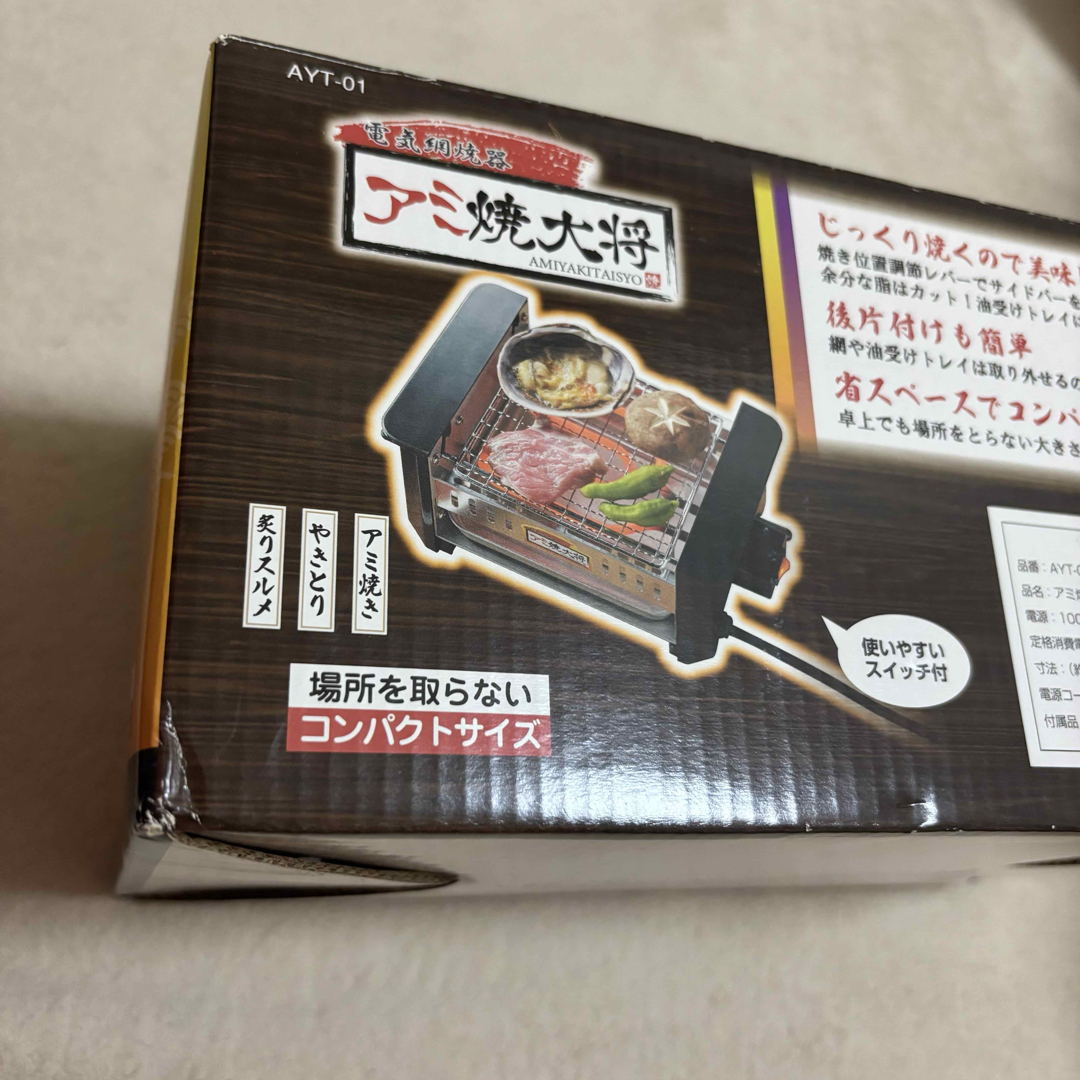 AYT-01
電気網焼器
アミ焼大将
AMIYAKITAISYO
じっくり焼くので美味
焼き位置調節レバーでサイドバーを
余分な脂はカット!油受けトレイに
後片付けも簡単
網や油受けトレイは取り外せるの
省スペースでコンパ
卓上でも場所をとらない大きさ
アミ焼大将
アミ焼き
やきとり
炙りスルメ
使いやすい
スイッチ付
場所を取らない
コンパクトサイズ
品番:AYT-0
品名:アミ
電源:100
定格消費電
寸法:(約
電源コー
付属品